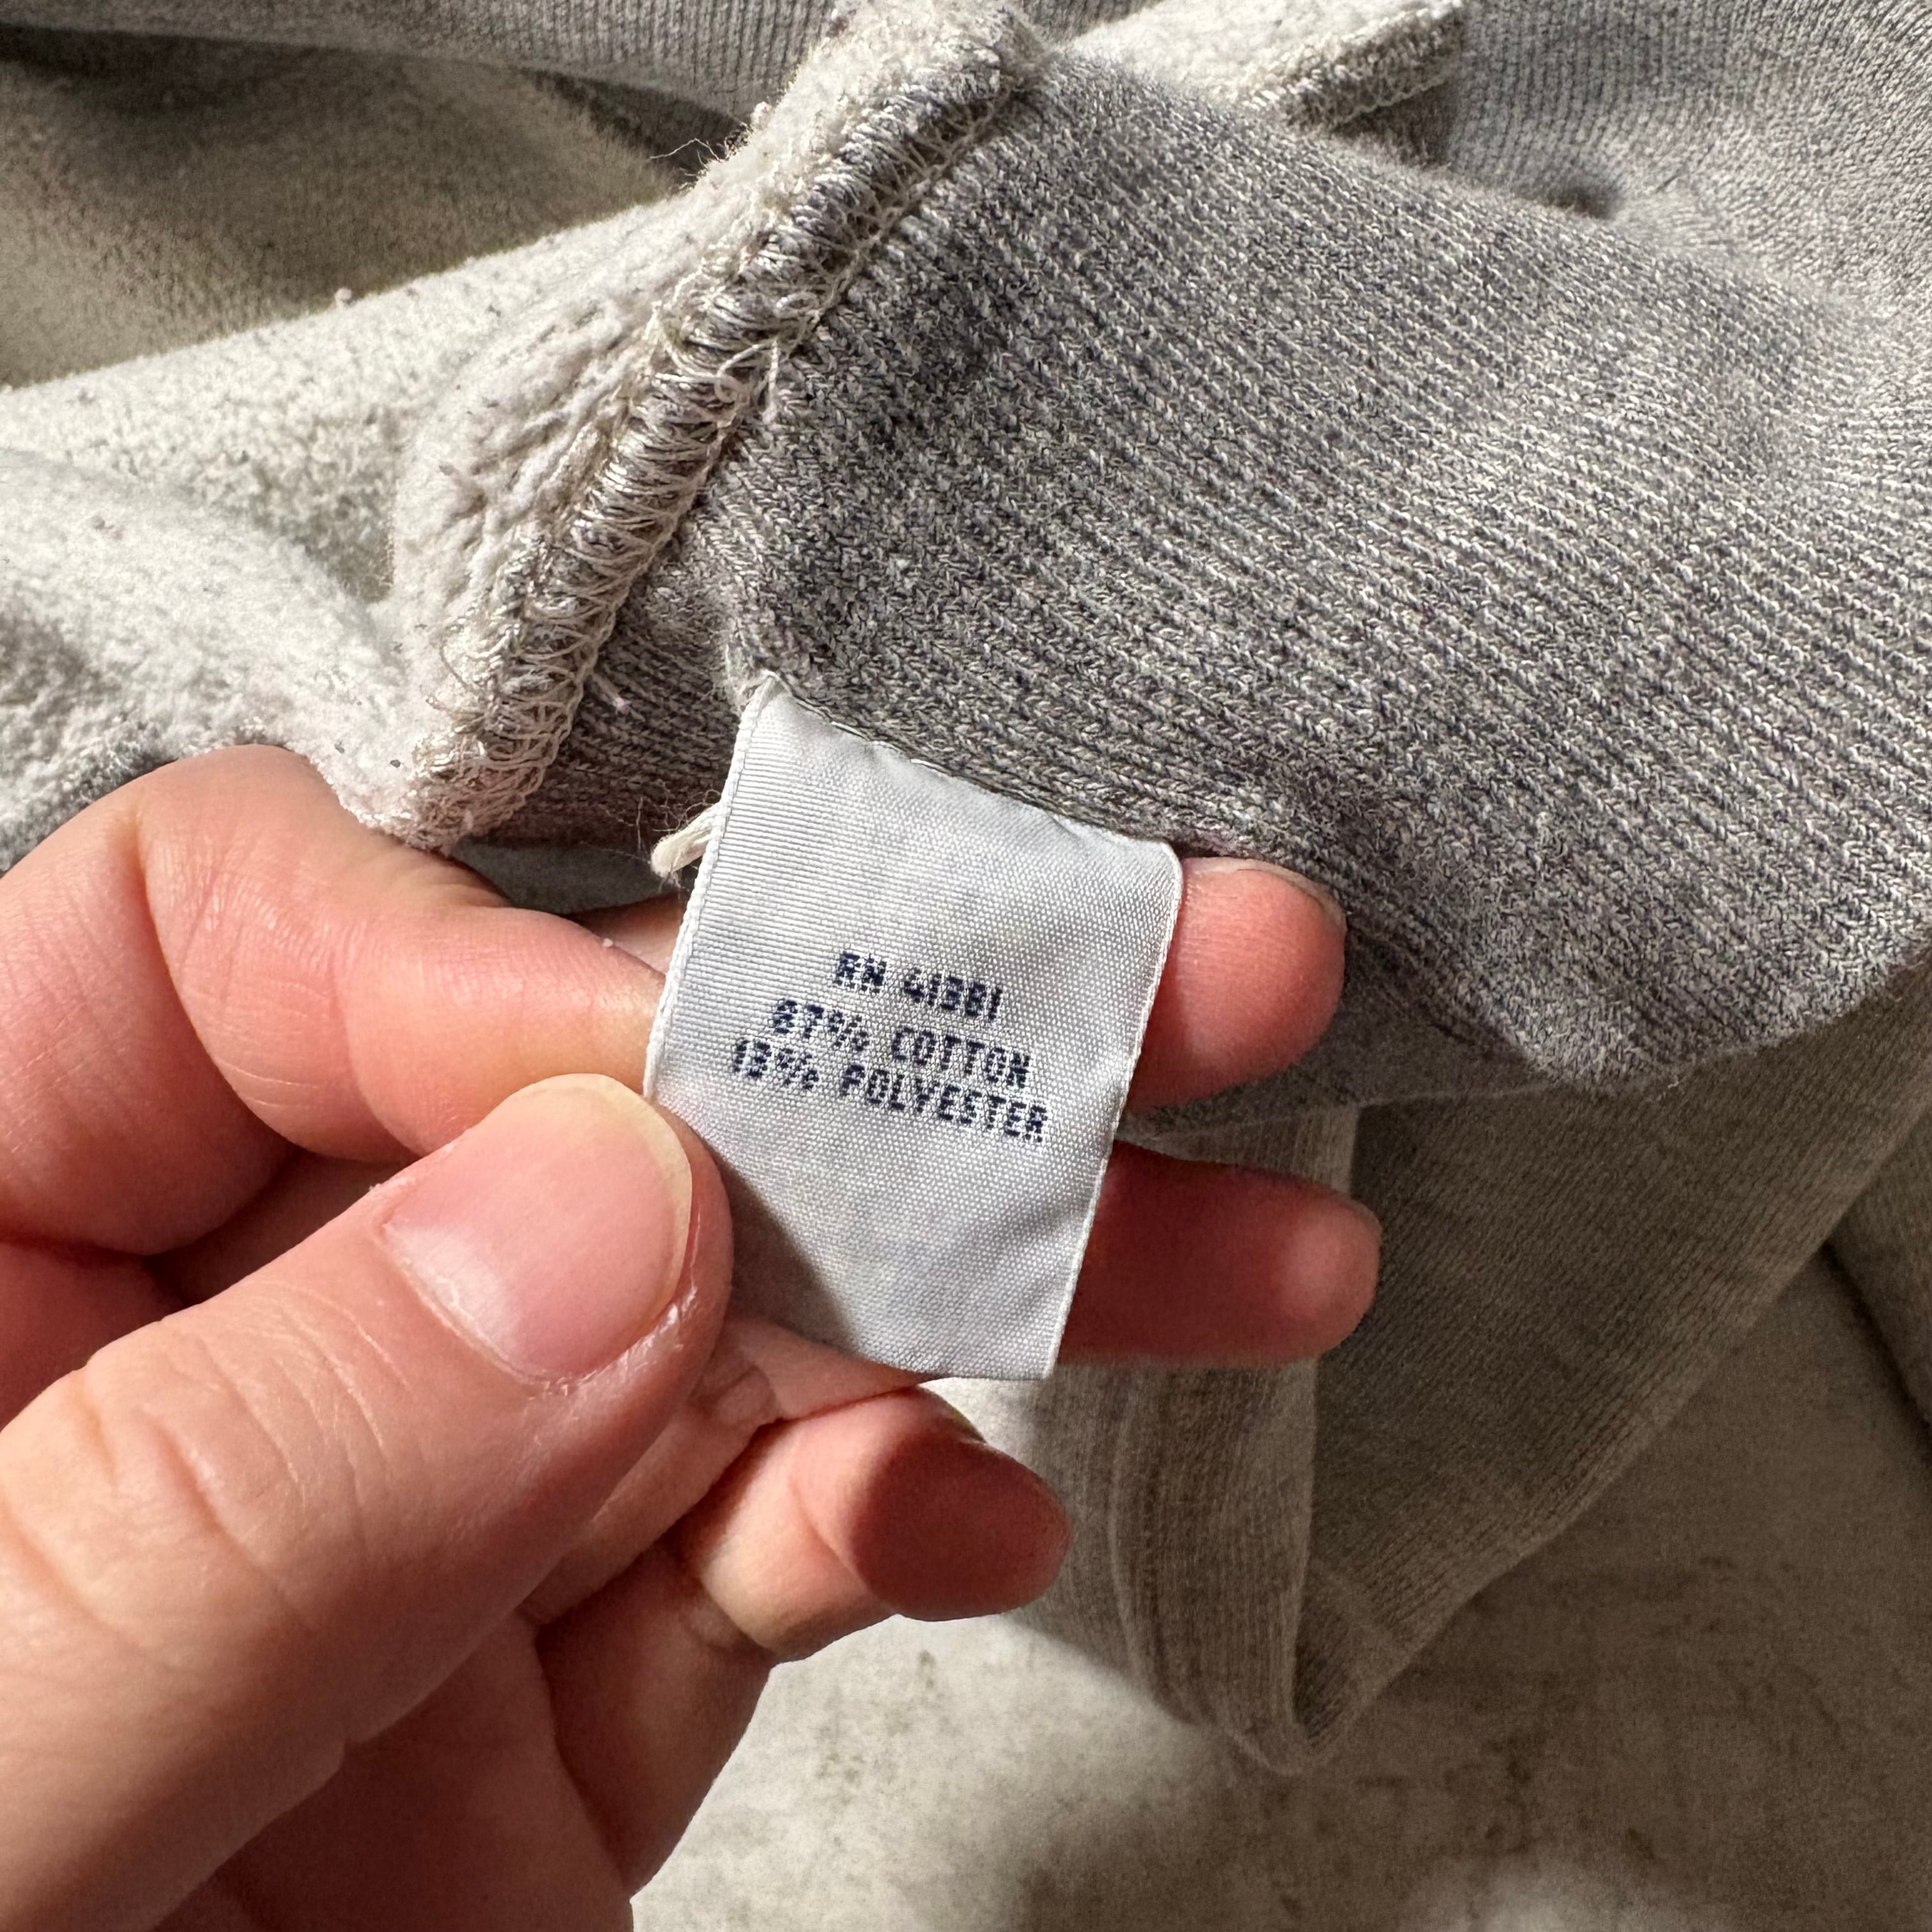 RN 41381
87% COTTON
13% POLYESTER